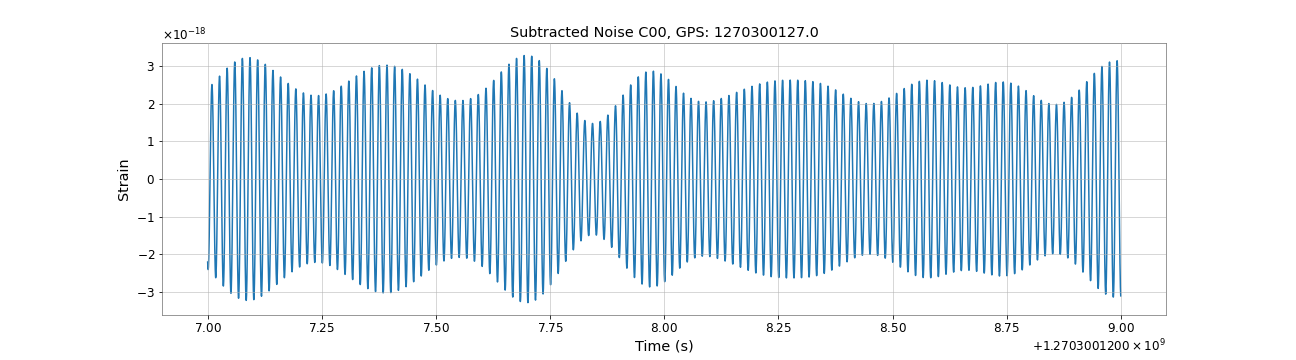 Subtracted Noise C00, GPS: 1270300127.0
×10⁻¹⁸
3
2
1
0
−1
−2
−3
Strain
7.00 7.25 7.50 7.75 8.00 8.25 8.50 8.75 9.00
Time (s)
+1.2703001200 × 10⁹